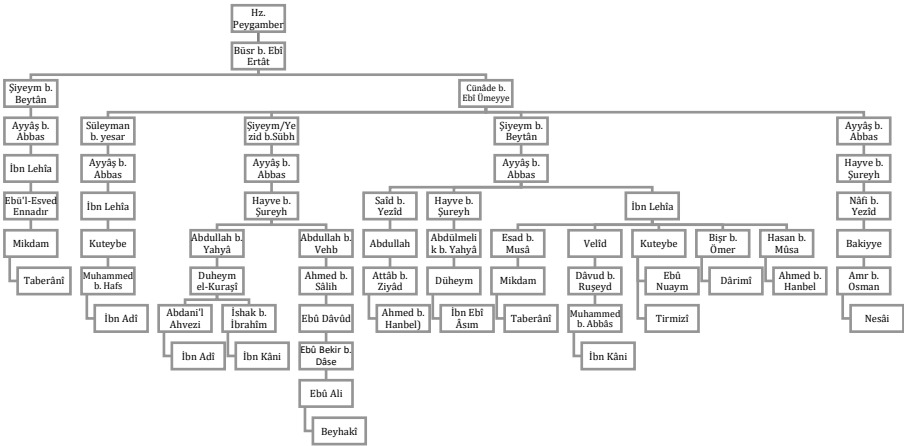 Hz.
Peygamber
Büsr b. Ebî
Ertât
Şiyeym b.
Beytân
Cünâde b.
Ebî Ümeyye
Ayyâş b.
Abbas
Süleyman
b. yesar
Şiyeym/Ye
zid b.Sübh
Şiyeym b.
Beytân
Ayyâş b.
Abbas
İbn Lehîa
Ayyâş b.
Abbas
Ayyâş b.
Abbas
Ayyâş b.
Abbas
Hayve b.
Şureyh
Ebü'l-Esved
Ennadır
İbn Lehîa
Hayve b.
Şureyh
Saîd b.
Yezîd
Hayve b.
Şureyh
İbn Lehîa
Nâfi b.
Yezîd
Mikdam
Kuteybe
Abdullah b.
Yahyâ
Abdullah b.
Vehb
Abdullah
Abdülmeli
k b. Yahyâ
Esad b.
Musâ
Velîd
Kuteybe
Bişr b.
Ömer
Hasan b.
Mûsa
Bakiyye
Taberânî
Muhammed
b. Hafs
Duheym
el-Kuraşî
Ahmed b.
Sâlih
Attâb b.
Ziyâd
Düheym
Mikdam
Dâvud b.
Ruşeyd
Ebû
Nuaym
Dârimî
Ahmed b.
Hanbel
Amr b.
Osman
İbn Adî
Abdani'l
Ahvezi
İshak b.
İbrahîm
Ebû Dâvûd
Ahmed b.
Hanbel)
İbn Ebî
Âsım
Taberânî
Muhammed
b. Abbâs
Tirmizî
Nesâi
İbn Adî
İbn Kâni
Ebû Bekir b.
Dâse
İbn Kâni
Ebû Ali
Beyhakî